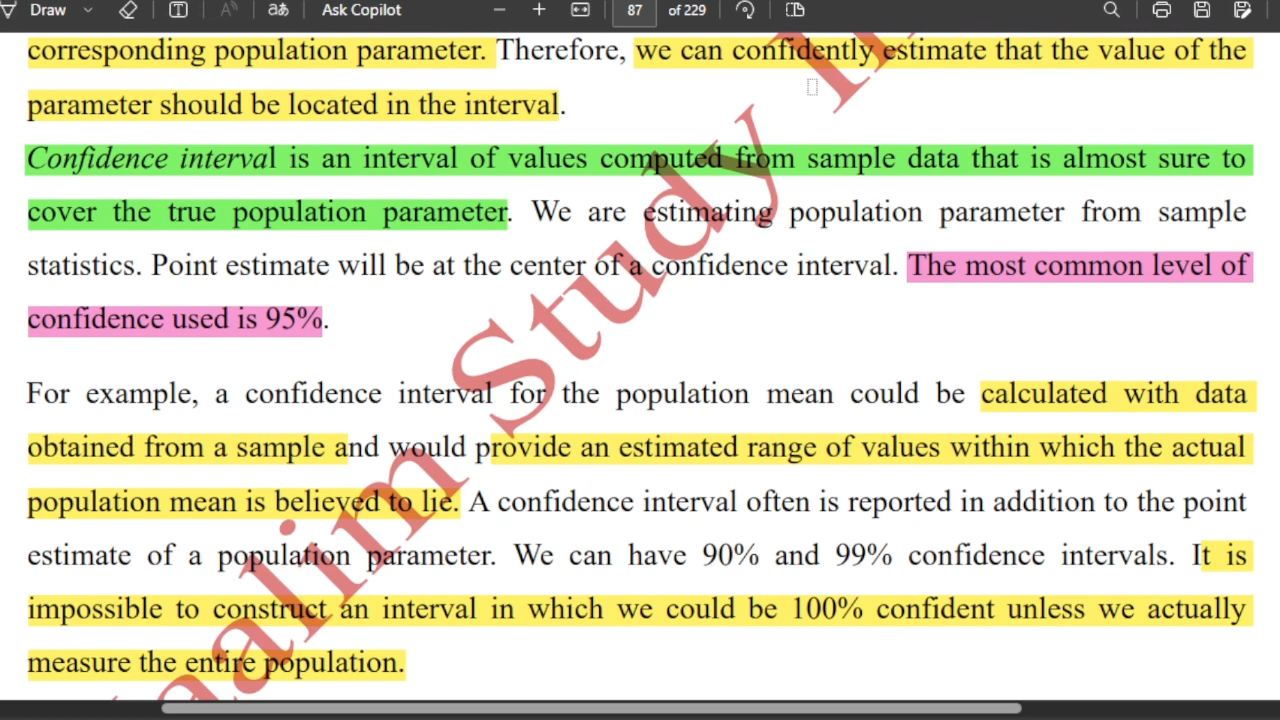 Draw
Ask Copilot
87 of 229
corresponding population parameter. Therefore, we can confidently estimate that the value of the
parameter should be located in the interval.
Confidence interval is an interval of values computed from sample data that is almost sure to
cover the true population parameter. We are estimating population parameter from sample
statistics. Point estimate will be at the center of a confidence interval. The most common level of
confidence used is 95%.
For example, a confidence interval for the population mean could be calculated with data
obtained from a sample and would provide an estimated range of values within which the actual
population mean is believed to lie. A confidence interval often is reported in addition to the point
estimate of a population parameter. We can have 90% and 99% confidence intervals. It is
impossible to construct an interval in which we could be 100% confident unless we actually
measure the entire population.
aalim Study